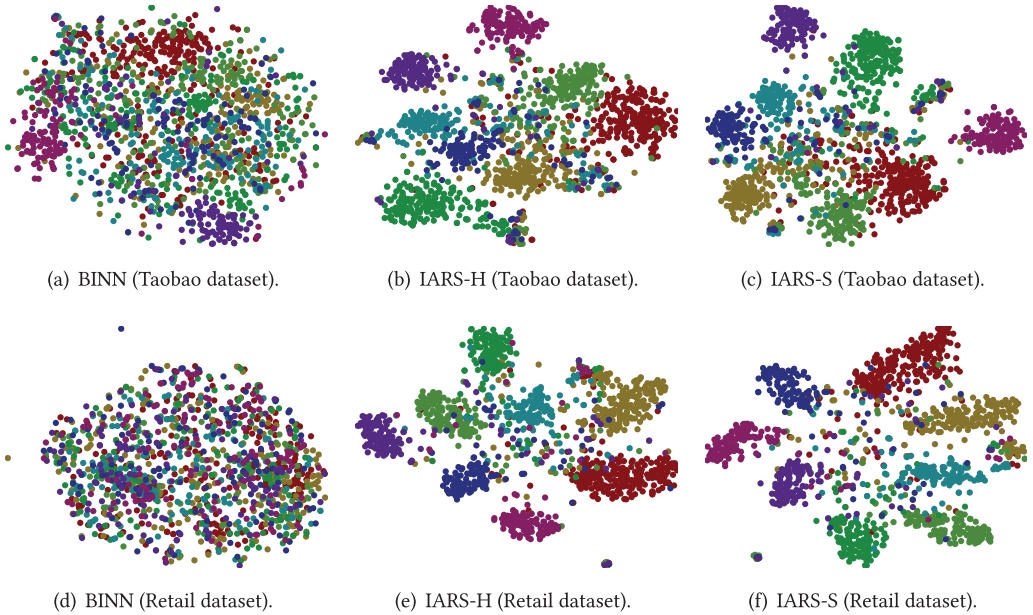 (a) BINN (Taobao dataset).
(b) IARS-H (Taobao dataset).
(c) IARS-S (Taobao dataset).
(d) BINN (Retail dataset).
(e) IARS-H (Retail dataset).
(f) IARS-S (Retail dataset).